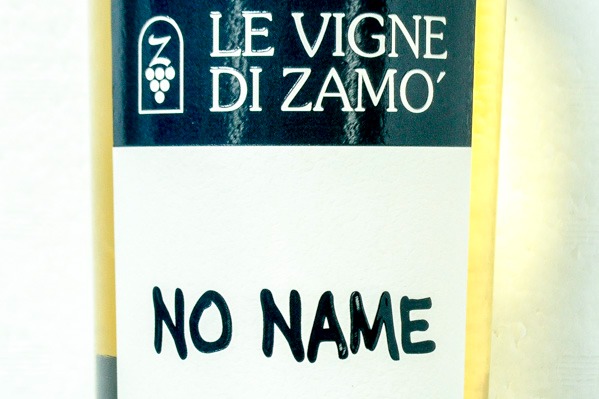 Z
LE VIGNE
DI ZAMO´
NO NAME